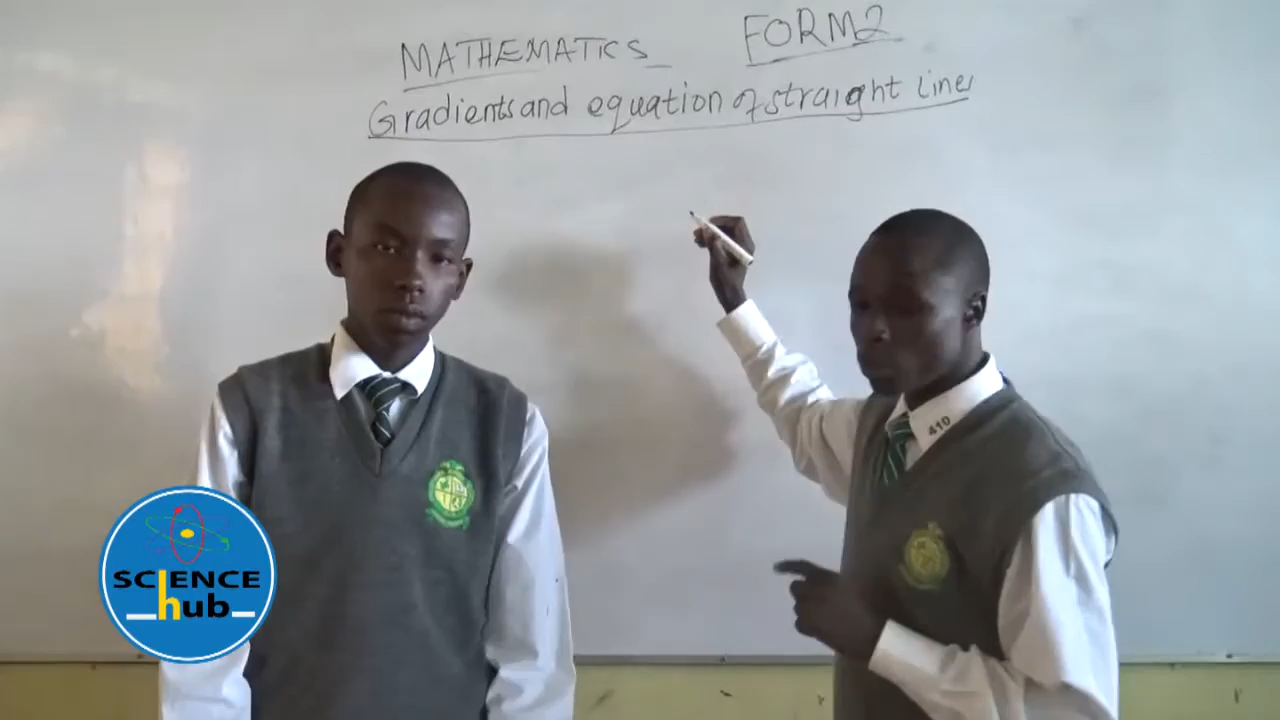 MATHEMATICS FORM2
Gradients and equation of straight lines
410
SCIENCE
hub